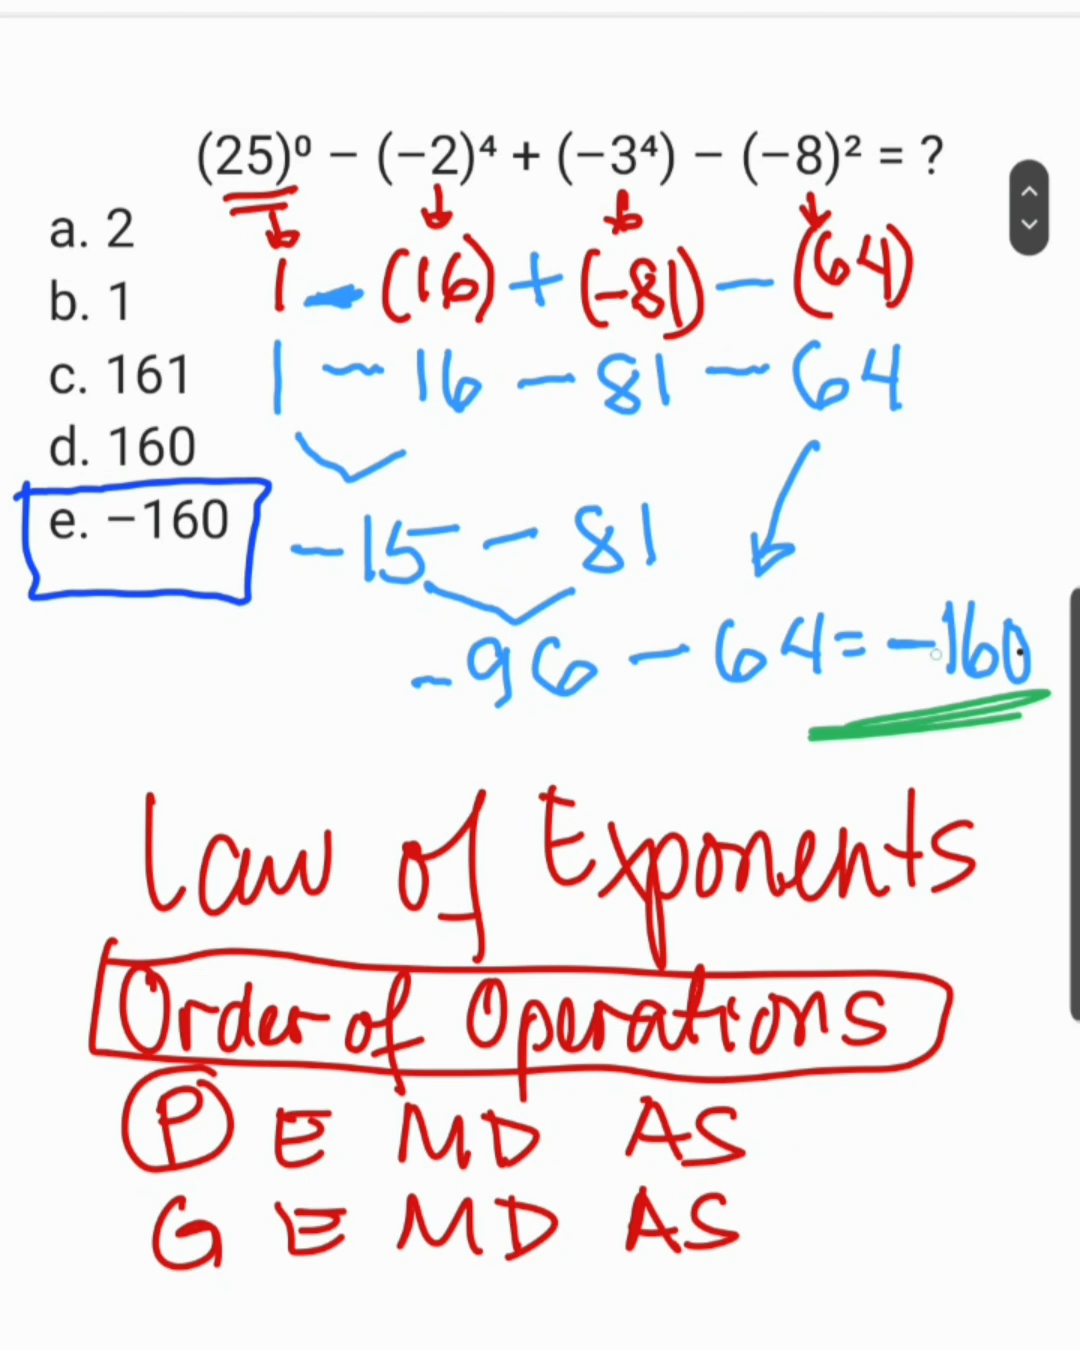 (25)⁰ − (−2)⁴ + (−3⁴) − (−8)² = ?
a. 2
1 - (16) + (-81) - (64)
b. 1
c. 161
1 - 16 - 81 - 64
d. 160
e. −160
-15 - 81
-96 - 64 = -160
Law of Exponents
Order of Operations
P E MD AS
G E MD AS